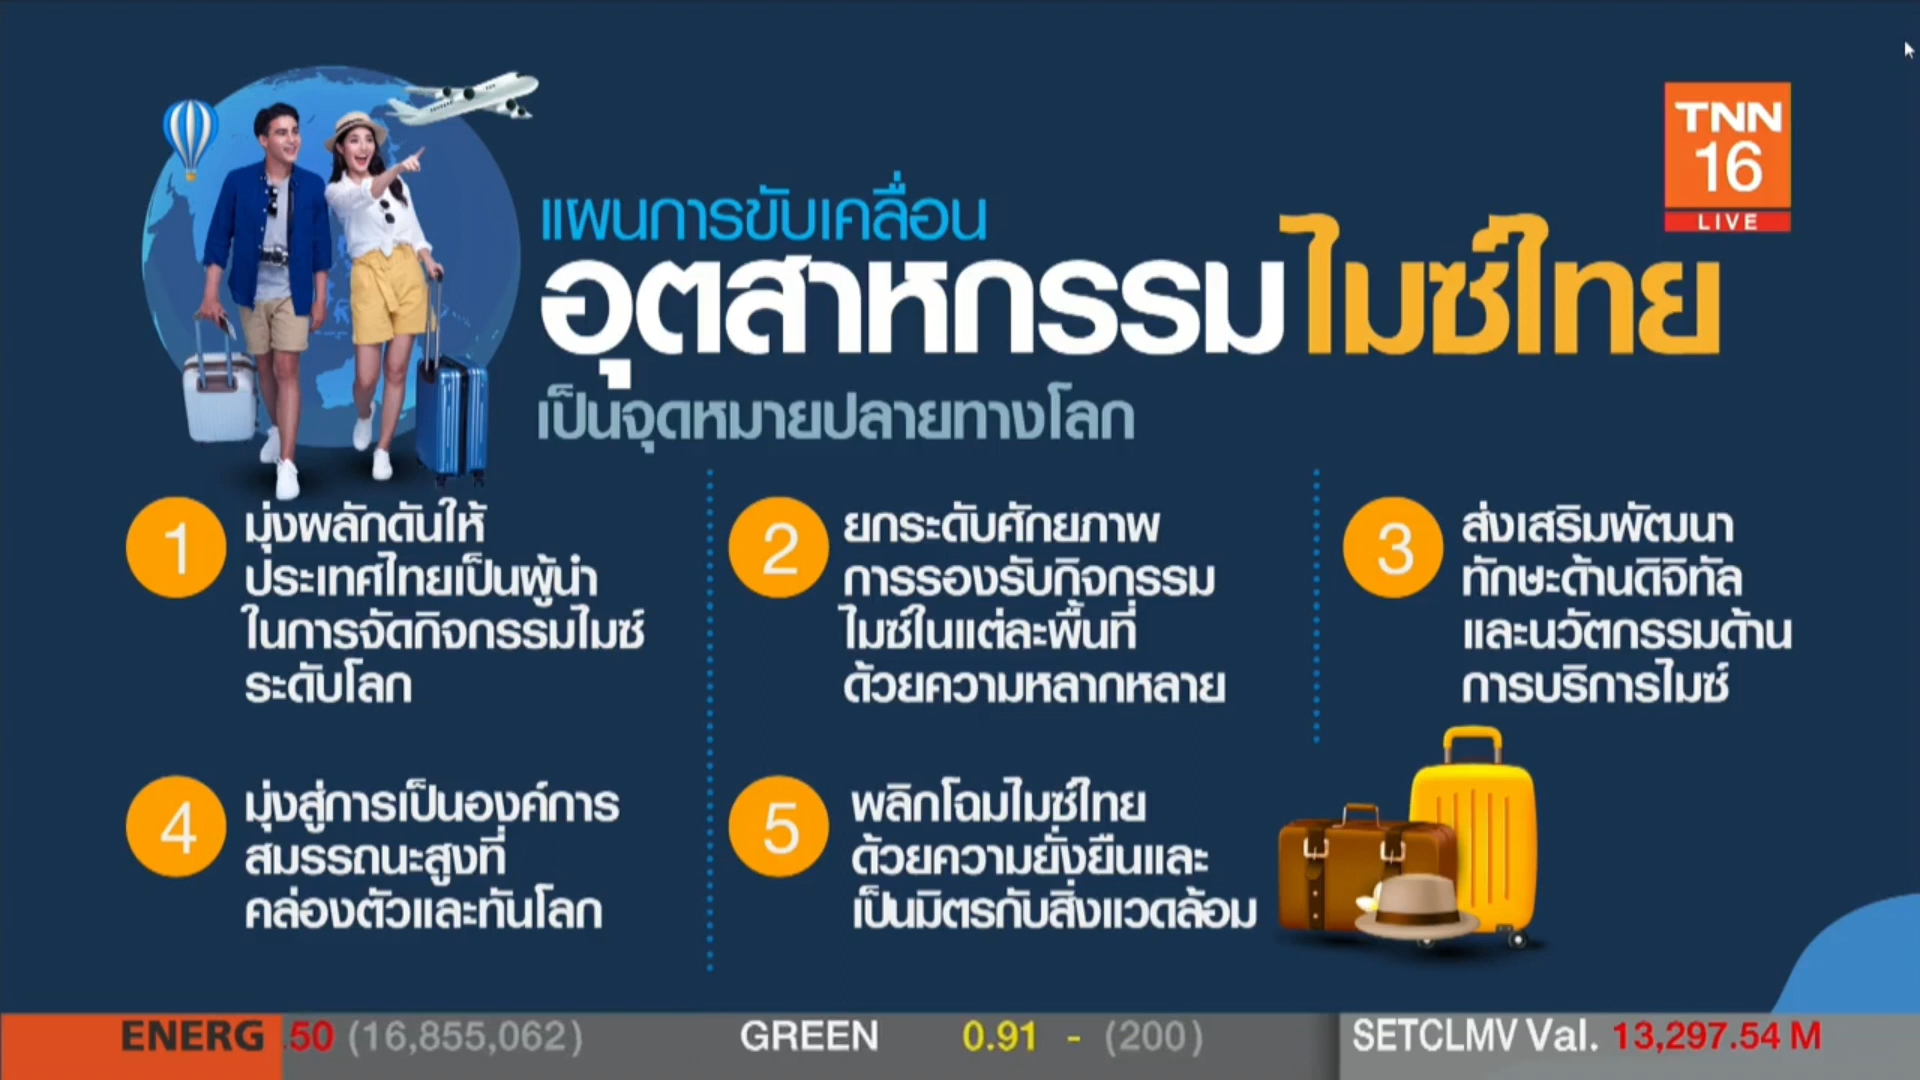 TNN
16
LIVE
แผนการขับเคลื่อน
อุตสาหกรรมไมซ์ไทย
เป็นจุดหมายปลายทางโลก
1
มุ่งผลักดันให้
ประเทศไทยเป็นผู้นำ
ในการจัดกิจกรรมไมซ์
ระดับโลก
2
ยกระดับศักยภาพ
การรองรับกิจกรรม
ไมซ์ในแต่ละพื้นที่
ด้วยความหลากหลาย
3
ส่งเสริมพัฒนา
ทักษะด้านดิจิทัล
และนวัตกรรมด้าน
การบริการไมซ์
4
มุ่งสู่การเป็นองค์การ
สมรรถนะสูงที่
คล่องตัวและทันโลก
5
พลิกโฉมไมซ์ไทย
ด้วยความยั่งยืนและ
เป็นมิตรกับสิ่งแวดล้อม
ENERG .50 (16,855,062) GREEN 0.91 - (200) SETCLMV Val. 13,297.54 M